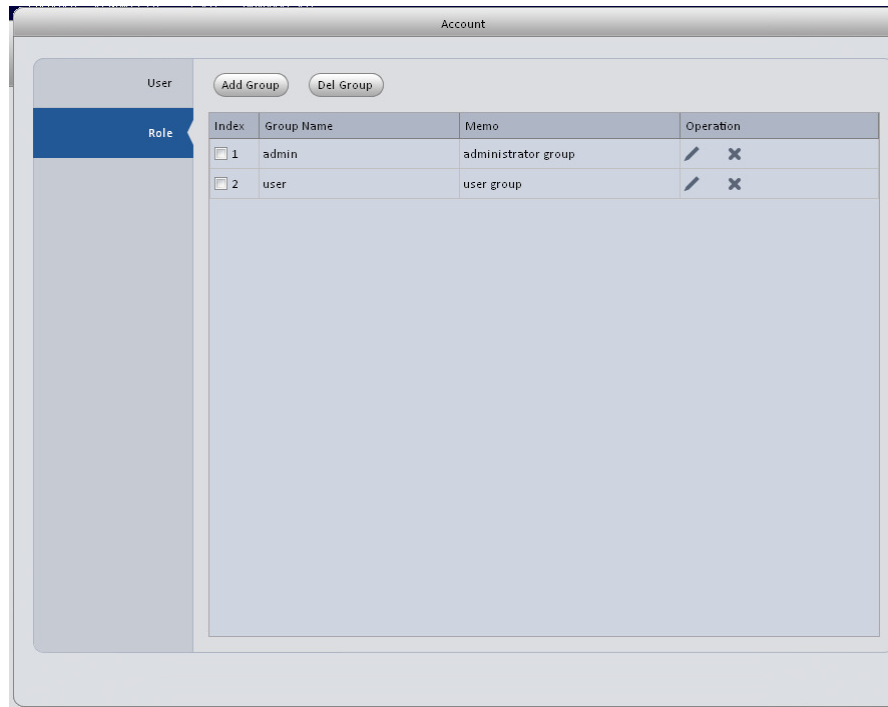 Account
User
Role
Add Group Del Group
Index Group Name Memo Operation
1 admin administrator group
2 user user group